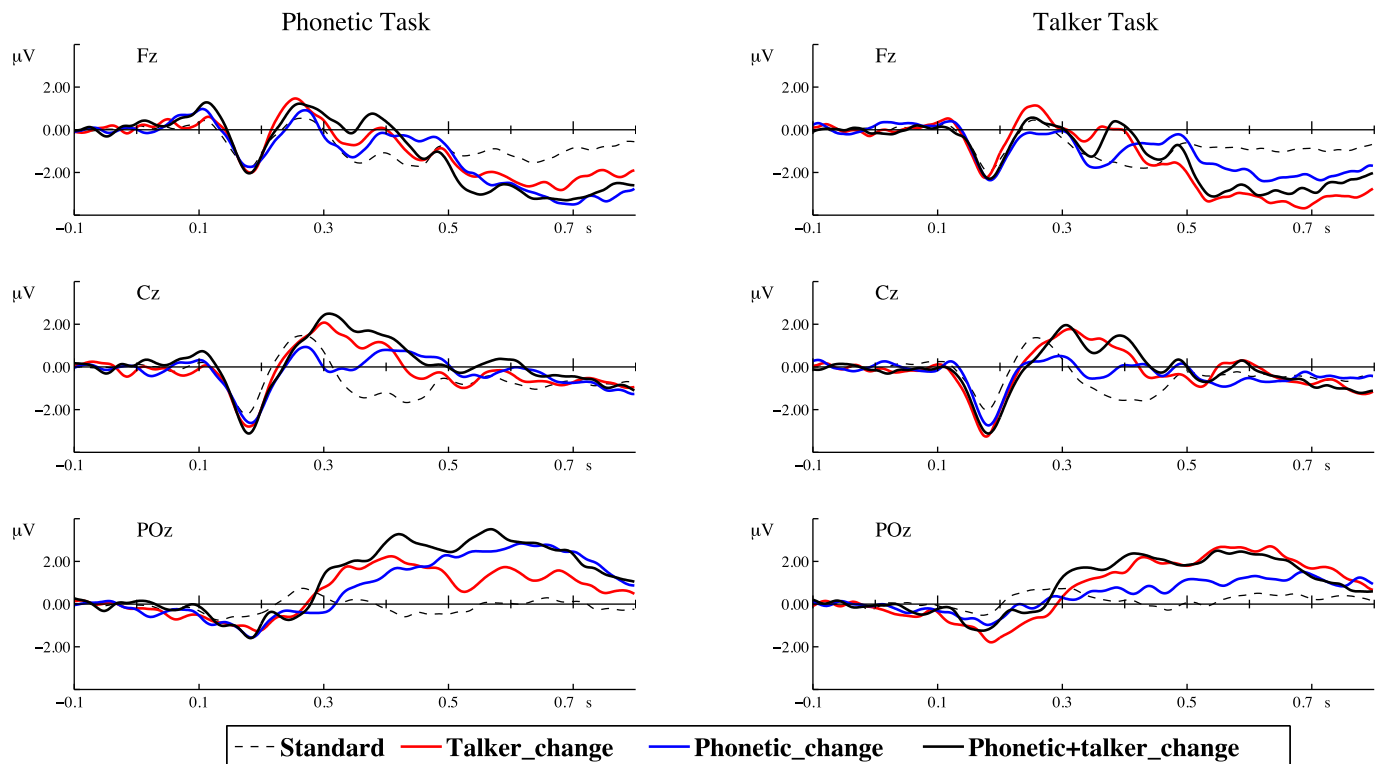 Phonetic Task
Talker Task
µV
Fz
2.00
0.00
−2.00
−0.1
0.1
0.3
0.5
0.7
s
µV
Fz
2.00
0.00
−2.00
−0.1
0.1
0.3
0.5
0.7
s
µV
Cz
2.00
0.00
−2.00
−0.1
0.1
0.3
0.5
0.7
s
µV
Cz
2.00
0.00
−2.00
−0.1
0.1
0.3
0.5
0.7
s
µV
POz
2.00
0.00
−2.00
−0.1
0.1
0.3
0.5
0.7
s
µV
POz
2.00
0.00
−2.00
−0.1
0.1
0.3
0.5
0.7
s
Standard
Talker_change
Phonetic_change
Phonetic+talker_change